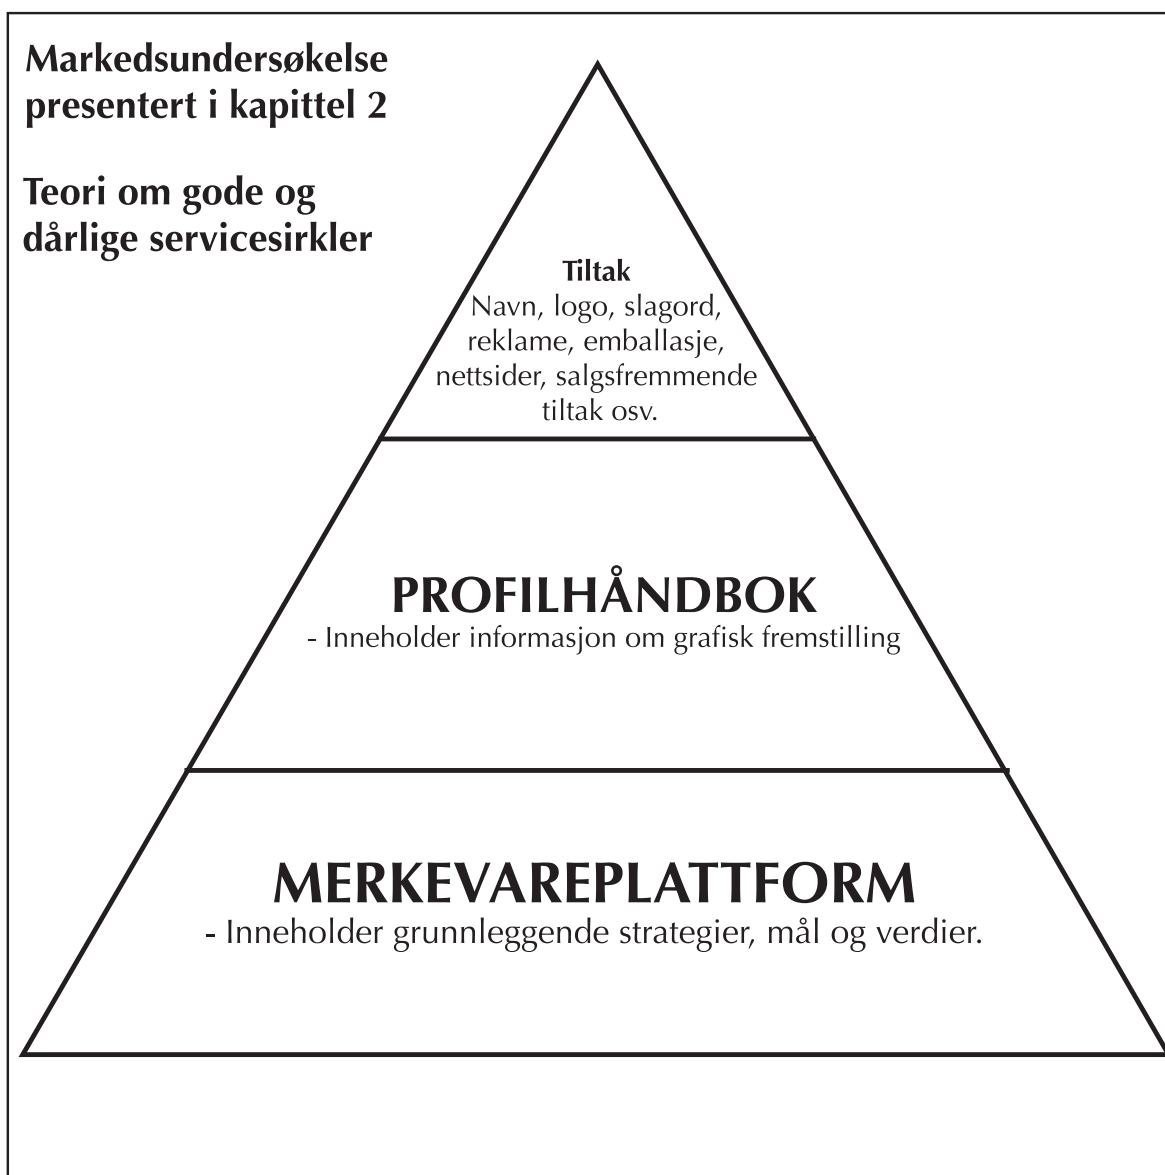 Markedsundersøkelse
presentert i kapittel 2
Teori om gode og
dårlige servicesirkler
Tiltak
Navn, logo, slagord,
reklame, emballasje,
nettsider, salgsfremmende
tiltak osv.
PROFILHÅNDBOK
- Inneholder informasjon om grafisk fremstilling
MERKEVAREPLATTFORM
- Inneholder grunnleggende strategier, mål og verdier.